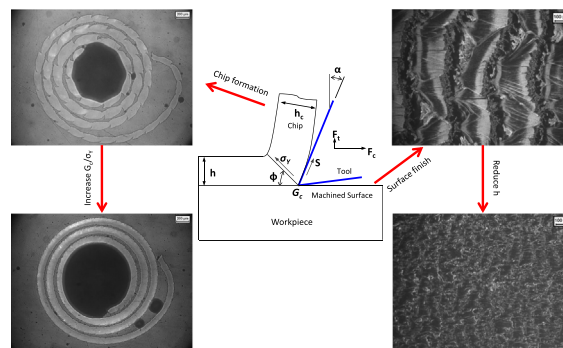 α
Chip formation
h_c
Chip
F_t
F_c
σ_Y
S
Tool
h
ϕ
G_c
Machined Surface
Workpiece
Increase G_c/σ_Y
Surface finish
Reduce h